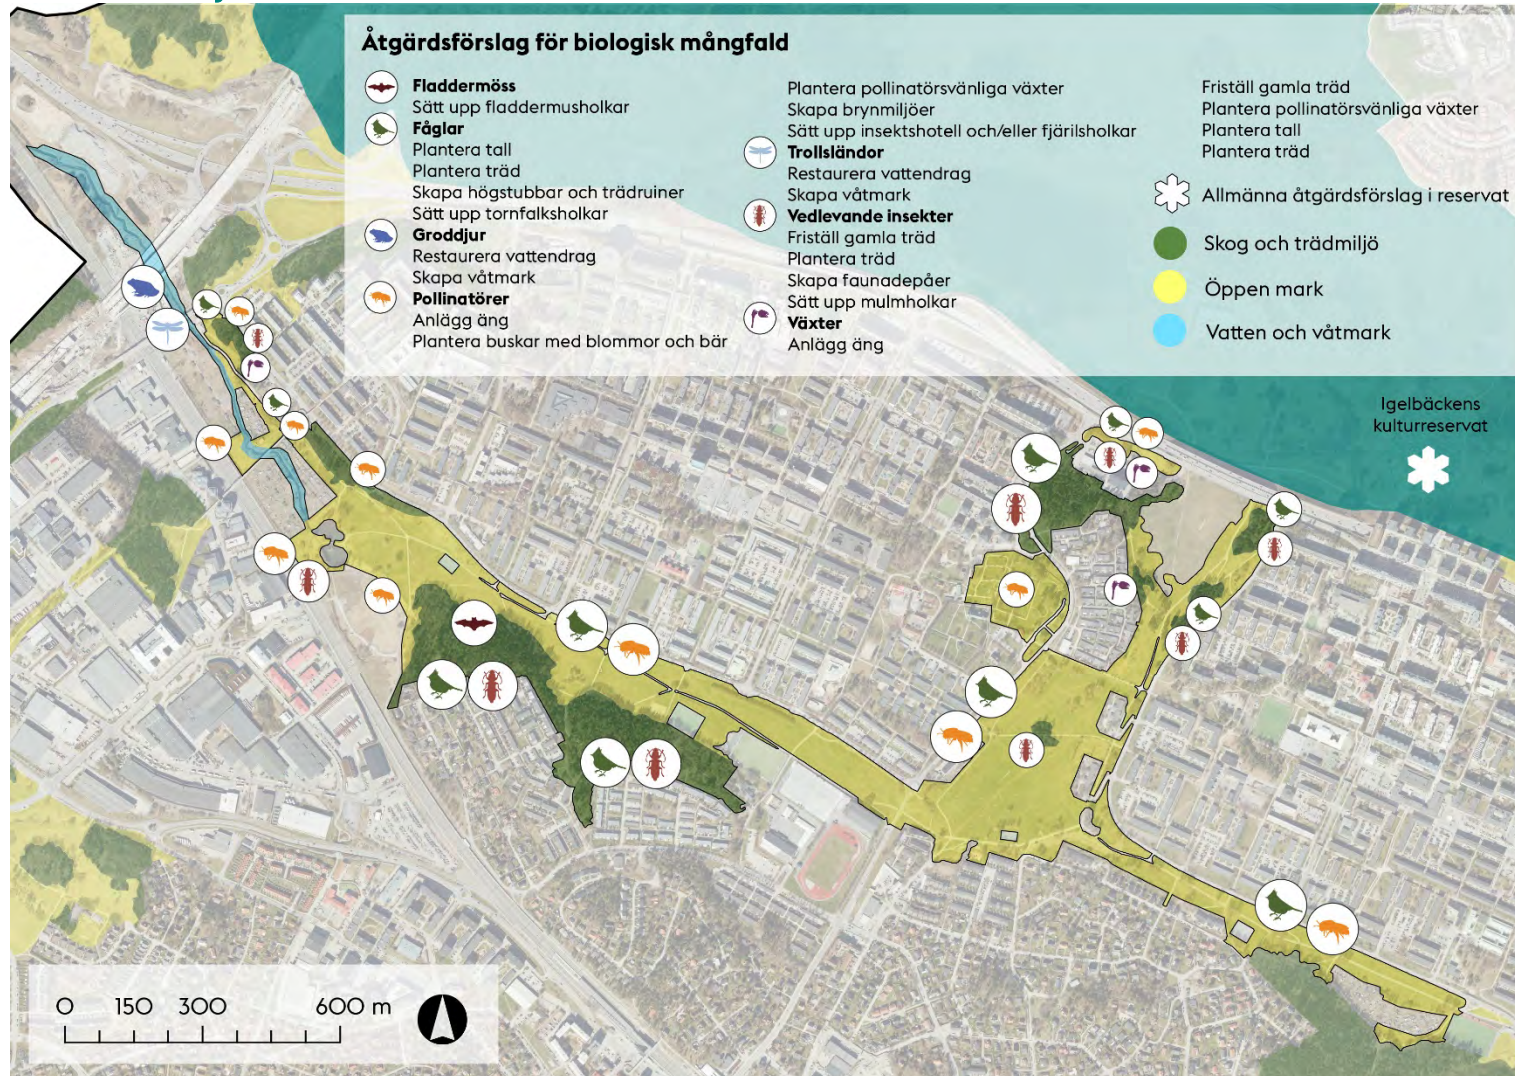 Åtgärdsförslag för biologisk mångfald
Fladdermöss
Sätt upp fladdermusholkar
Fåglar
Plantera tall
Plantera träd
Skapa högstubbar och trädruiner
Sätt upp tornfalksholkar
Groddjur
Restaurera vattendrag
Skapa våtmark
Pollinatörer
Anlägg äng
Plantera buskar med blommor och bär
Plantera pollinatörsvänliga växter
Skapa brynmiljöer
Sätt upp insektshotell och/eller fjärilsholkar
Trollsländor
Restaurera vattendrag
Skapa våtmark
Vedlevande insekter
Friställ gamla träd
Plantera träd
Skapa faunadepåer
Sätt upp mulmholkar
Växter
Anlägg äng
Friställ gamla träd
Plantera pollinatörsvänliga växter
Plantera tall
Plantera träd
Allmänna åtgärdsförslag i reservat
Skog och trädmiljö
Öppen mark
Vatten och våtmark
Igelbäckens
kulturreservat
0 150 300 600 m